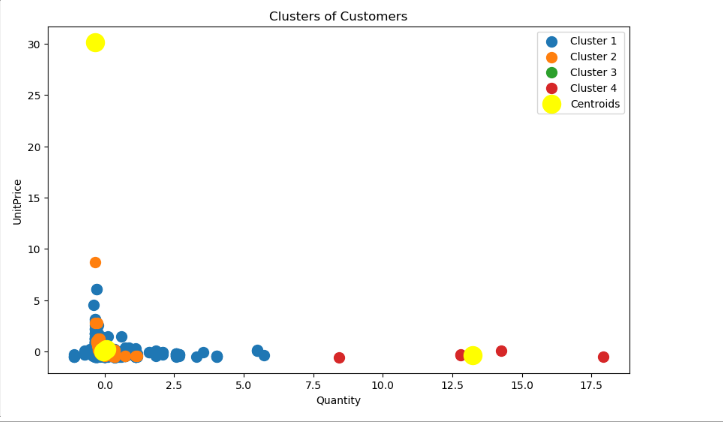 Clusters of Customers
Cluster 1
Cluster 2
Cluster 3
Cluster 4
Centroids
UnitPrice
30
25
20
15
10
5
0
0.0 2.5 5.0 7.5 10.0 12.5 15.0 17.5
Quantity